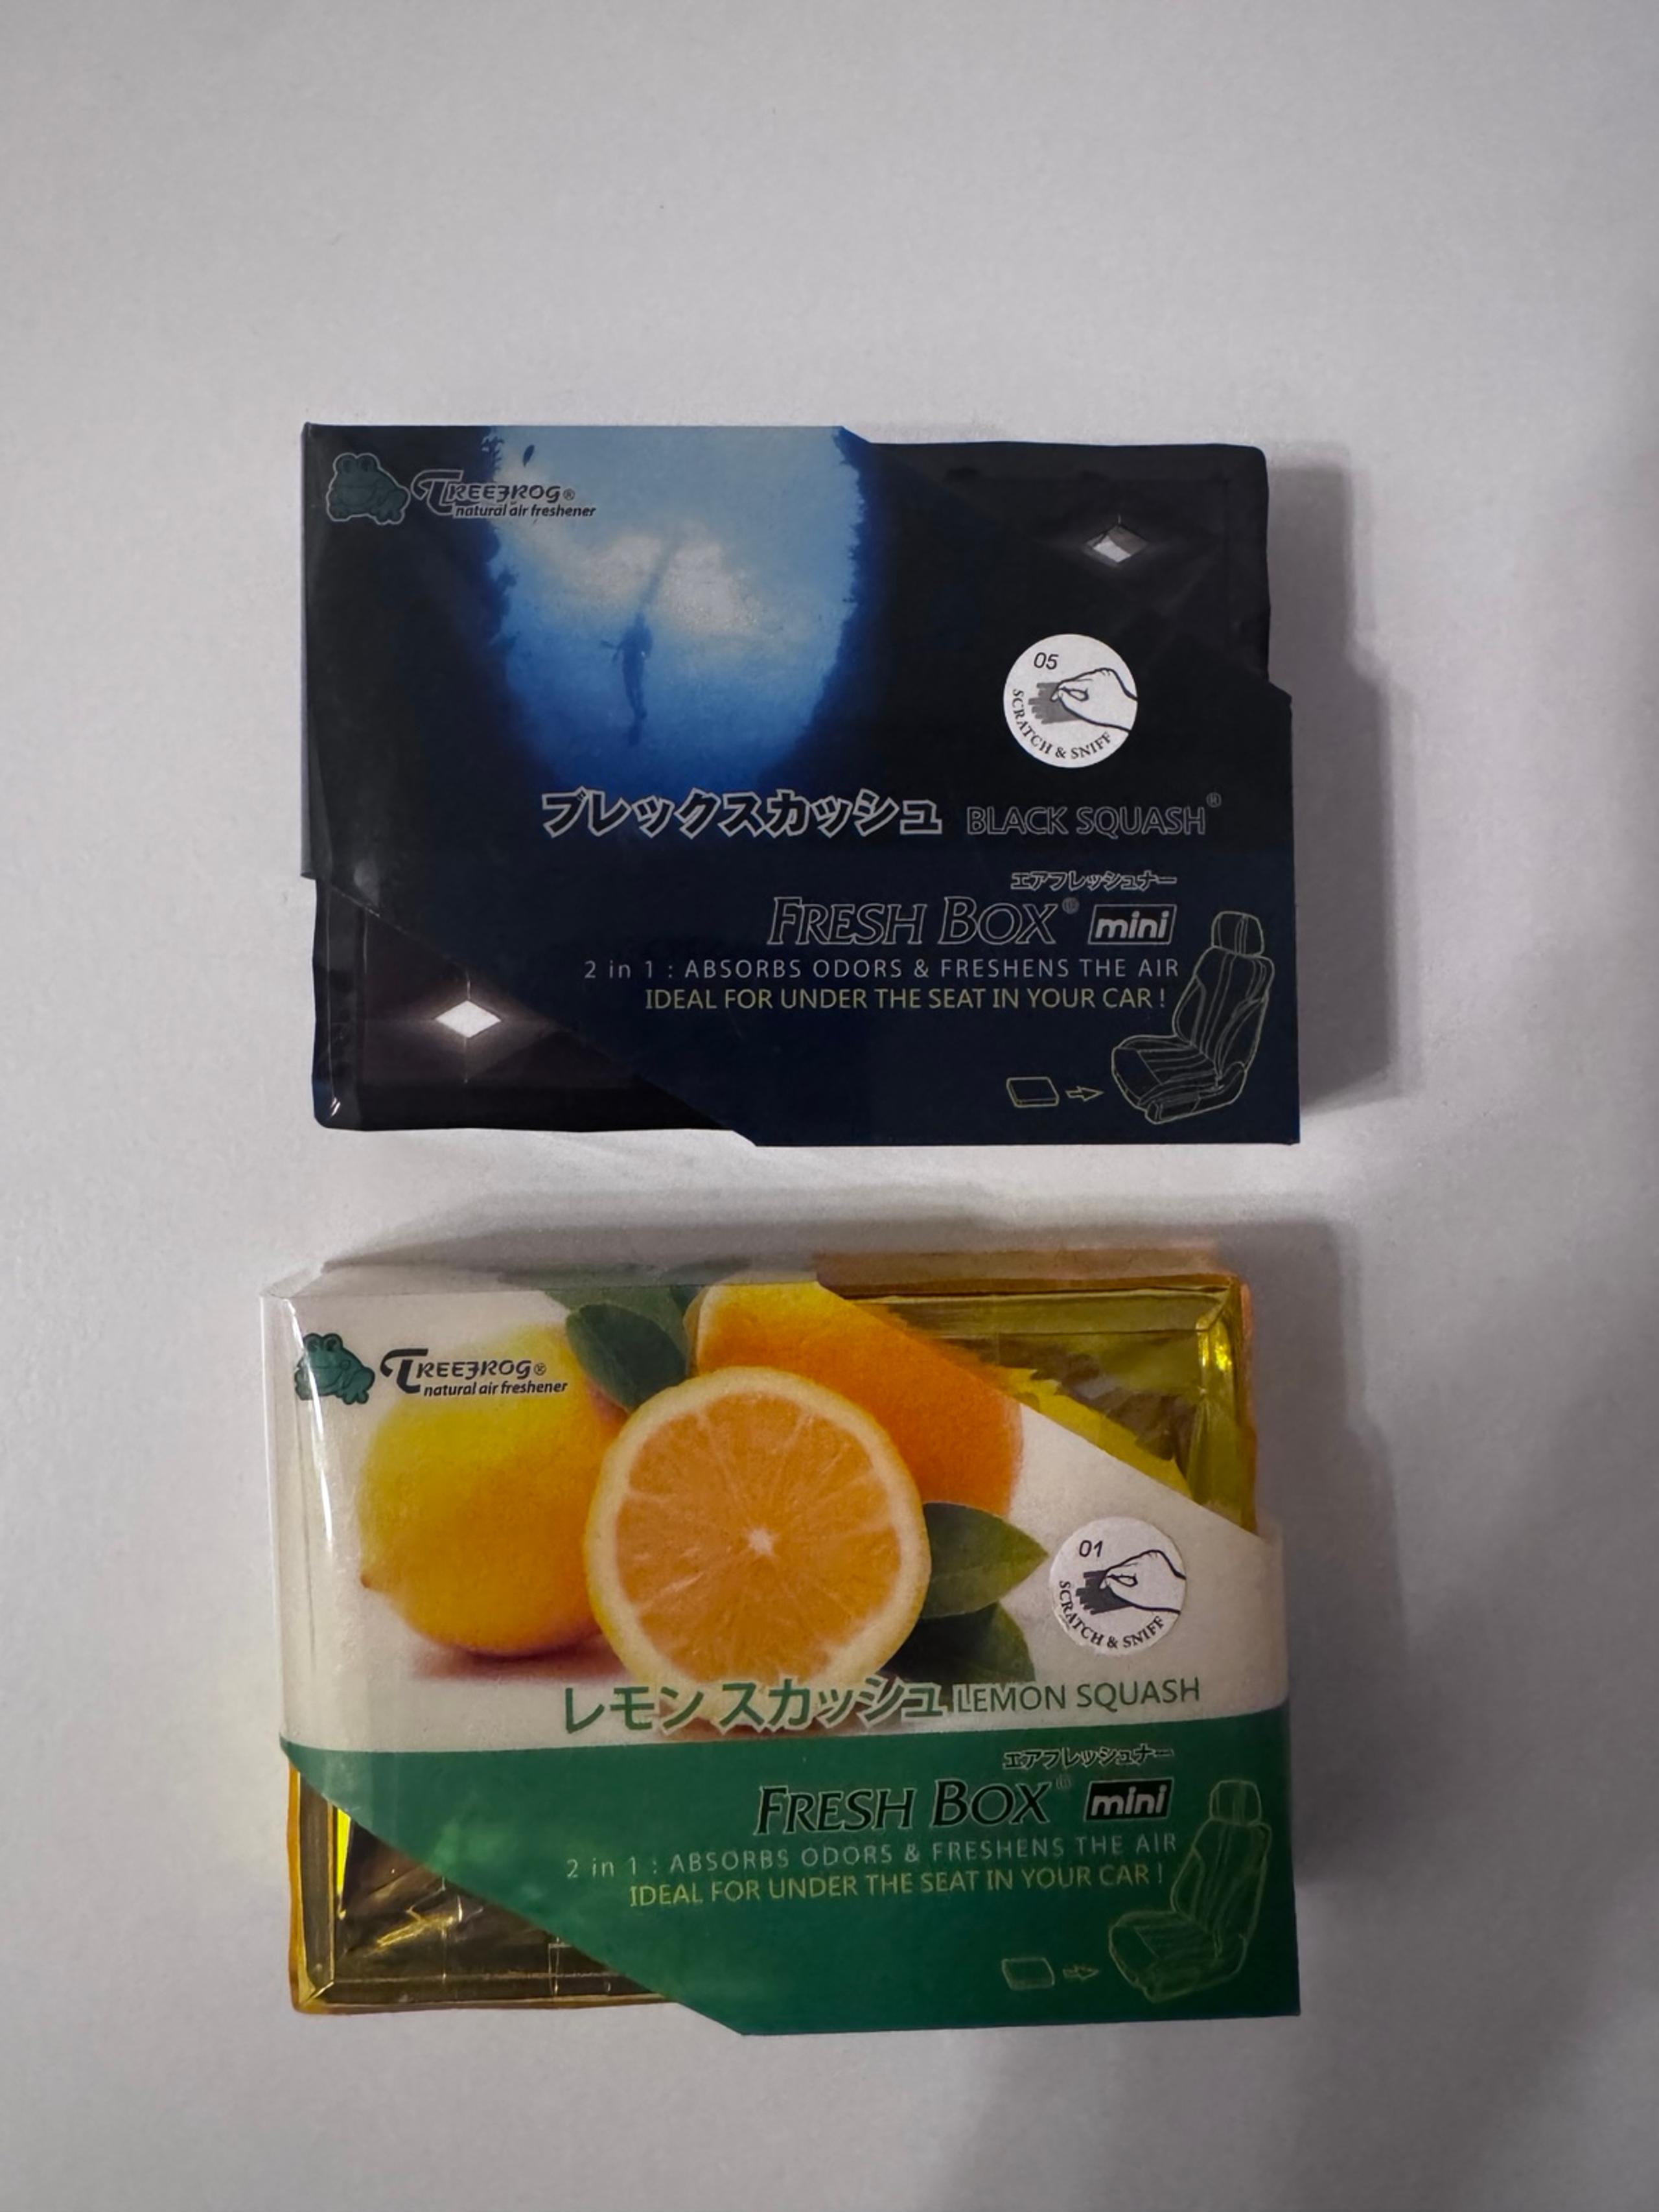 TREEFROG®
natural air freshener
05
SCRATCH & SNIFF
ブレックスカッシュ BLACK SQUASH®
エアフレッシュナー
FRESH BOX® mini
2 in 1 : ABSORBS ODORS & FRESHENS THE AIR
IDEAL FOR UNDER THE SEAT IN YOUR CAR !
TREEFROG®
natural air freshener
01
SCRATCH & SNIFF
レモン スカッシュ LEMON SQUASH
エアフレッシュナー
FRESH BOX® mini
2 in 1 : ABSORBS ODORS & FRESHENS THE AIR
IDEAL FOR UNDER THE SEAT IN YOUR CAR !